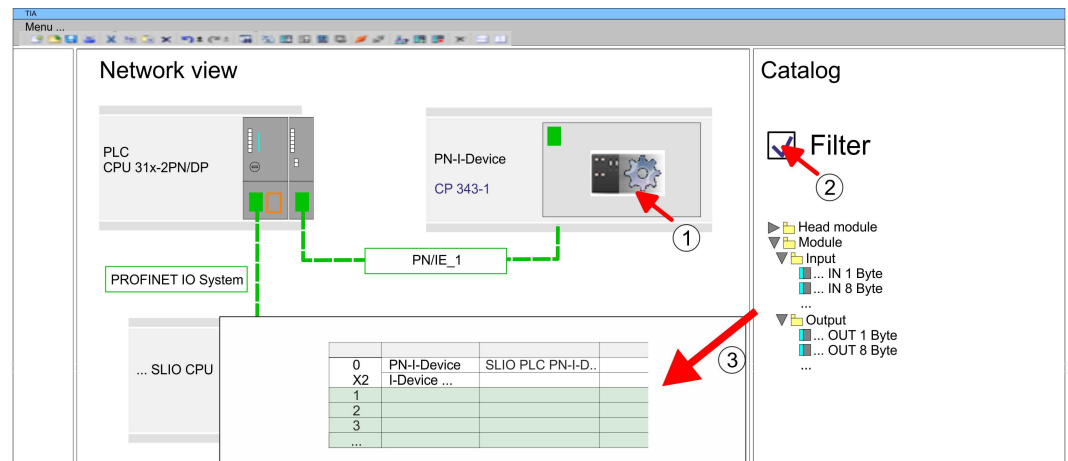 TIA
Menu ...
Network view
PLC
CPU 31x-2PN/DP
PN-I-Device
CP 343-1
1
PN/IE_1
PROFINET IO System
... SLIO CPU
0 PN-I-Device SLIO PLC PN-I-D..
X2 I-Device ...
1
2
3
...
3
Catalog
Filter
2
Head module
Module
Input
... IN 1 Byte
... IN 8 Byte
...
Output
... OUT 1 Byte
... OUT 8 Byte
...